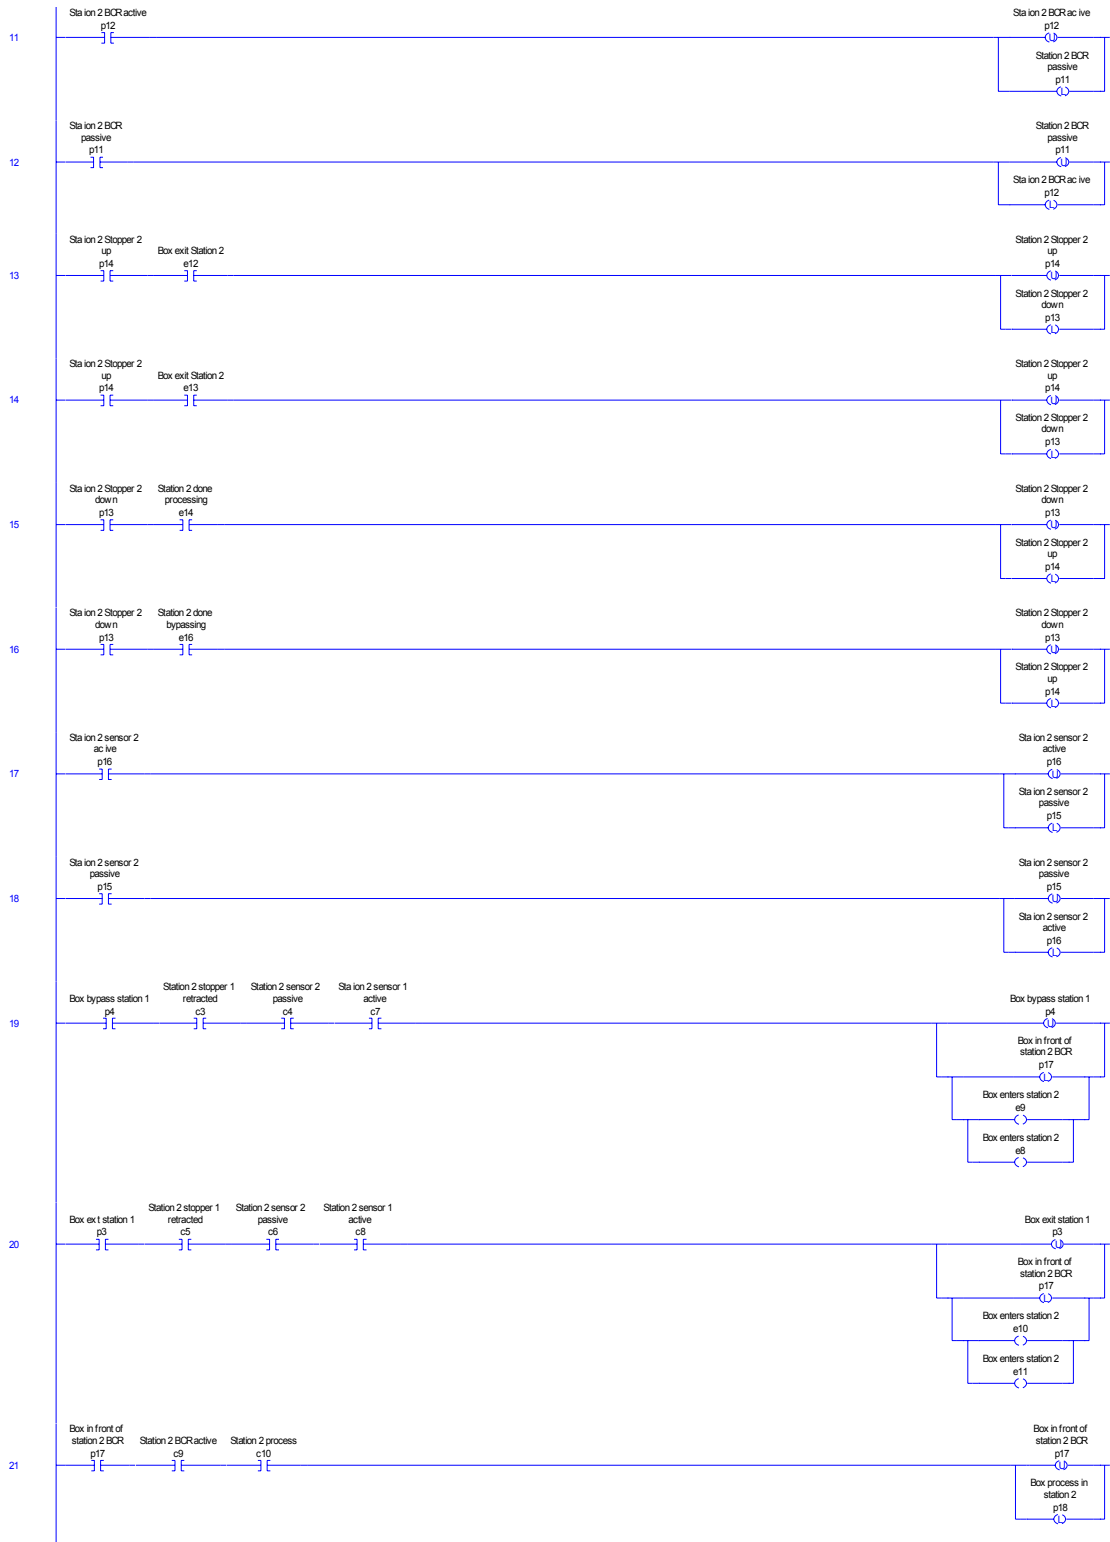 Sta ion 2 BCR active
p12
Sta ion 2 BCR ac ive
p12
11
Station 2 BCR
passive
p11
Sta ion 2 BCR
passive
p11
Station 2 BCR
passive
p11
12
Sta ion 2 BCR ac ive
p12
Sta ion 2 Stopper 2
up
p14
Box exit Station 2
e12
Station 2 Stopper 2
up
p14
13
Station 2 Stopper 2
down
p13
Sta ion 2 Stopper 2
up
p14
Box exit Station 2
e13
Station 2 Stopper 2
up
p14
14
Station 2 Stopper 2
down
p13
Sta ion 2 Stopper 2
down
p13
Station 2 done
processing
e14
Station 2 Stopper 2
down
p13
15
Station 2 Stopper 2
up
p14
Sta ion 2 Stopper 2
down
p13
Station 2 done
bypassing
e16
Station 2 Stopper 2
down
p13
16
Station 2 Stopper 2
up
p14
Sta ion 2 sensor 2
ac ive
p16
Sta ion 2 sensor 2
active
p16
17
Sta ion 2 sensor 2
passive
p15
Sta ion 2 sensor 2
passive
p15
Sta ion 2 sensor 2
passive
p15
18
Sta ion 2 sensor 2
active
p16
Box bypass station 1
p4
Station 2 stopper 1
retracted
c3
Station 2 sensor 2
passive
c4
Sta ion 2 sensor 1
active
c7
Box bypass station 1
p4
19
Box in front of
station 2 BCR
p17
Box enters station 2
e9
Box enters station 2
e8
Box ex t station 1
p3
Station 2 stopper 1
retracted
c5
Station 2 sensor 2
passive
c6
Station 2 sensor 1
active
c8
Box exit station 1
p3
20
Box in front of
station 2 BCR
p17
Box enters station 2
e10
Box enters station 2
e11
Box in front of
station 2 BCR
p17
Station 2 BCR active
c9
Station 2 process
c10
Box in front of
station 2 BCR
p17
21
Box process in
station 2
p18